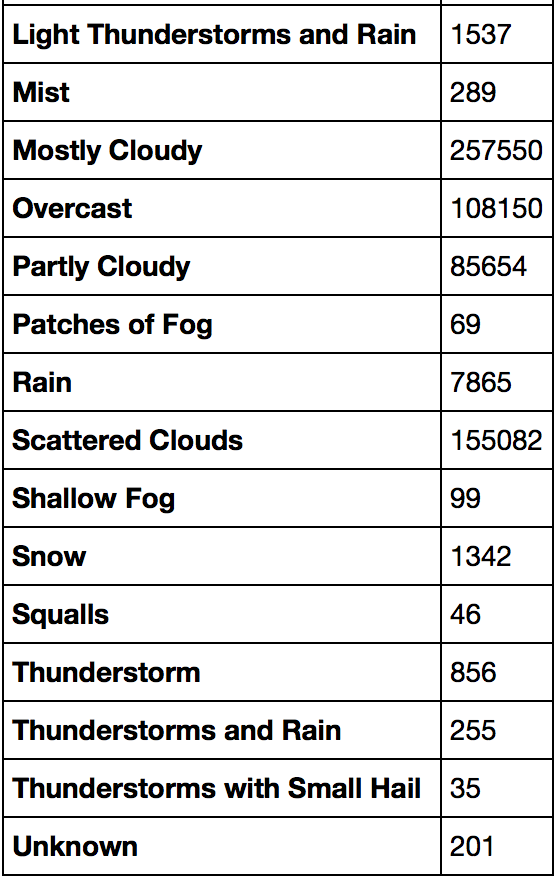 Light Thunderstorms and Rain 1537
Mist 289
Mostly Cloudy 257550
Overcast 108150
Partly Cloudy 85654
Patches of Fog 69
Rain 7865
Scattered Clouds 155082
Shallow Fog 99
Snow 1342
Squalls 46
Thunderstorm 856
Thunderstorms and Rain 255
Thunderstorms with Small Hail 35
Unknown 201